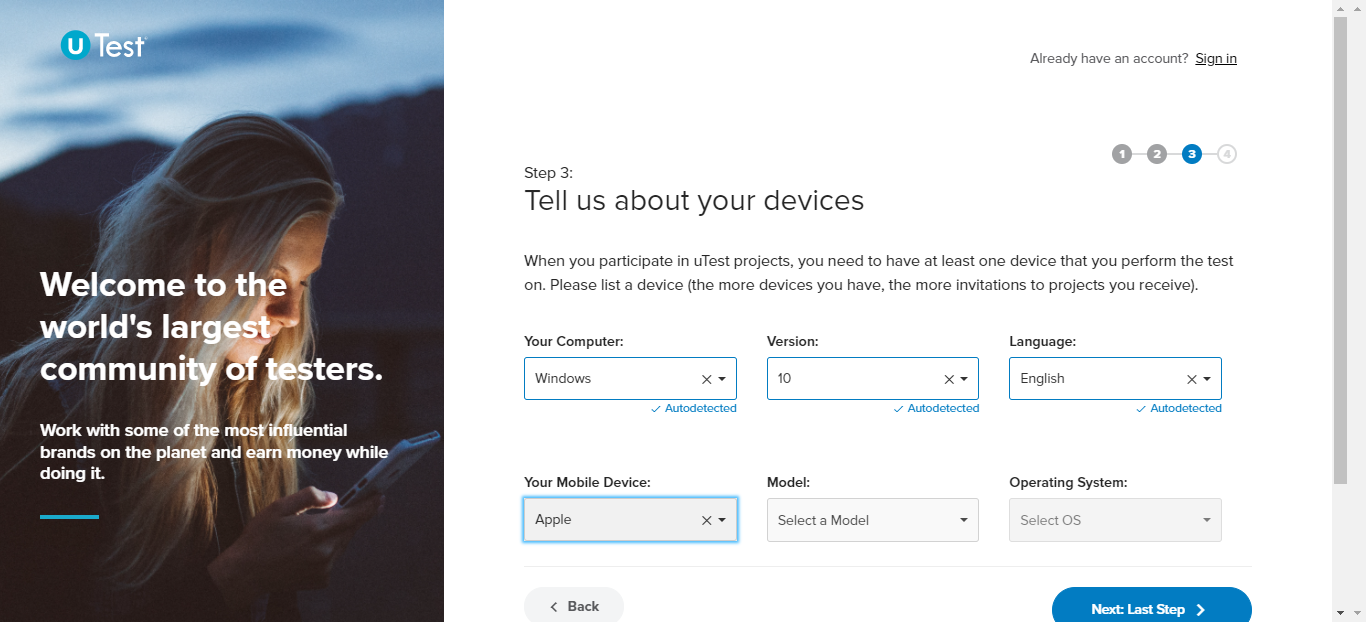 U Test
Already have an account? Sign in
1 2 3 4
Step 3:
Tell us about your devices
Welcome to the
world's largest
community of testers.
Work with some of the most influential
brands on the planet and earn money while
doing it.
When you participate in uTest projects, you need to have at least one device that you perform the test
on. Please list a device (the more devices you have, the more invitations to projects you receive).
Your Computer: Version: Language:
Windows 10 English
Autodetected Autodetected Autodetected
Your Mobile Device: Model: Operating System:
Apple Select a Model Select OS
Back Next: Last Step